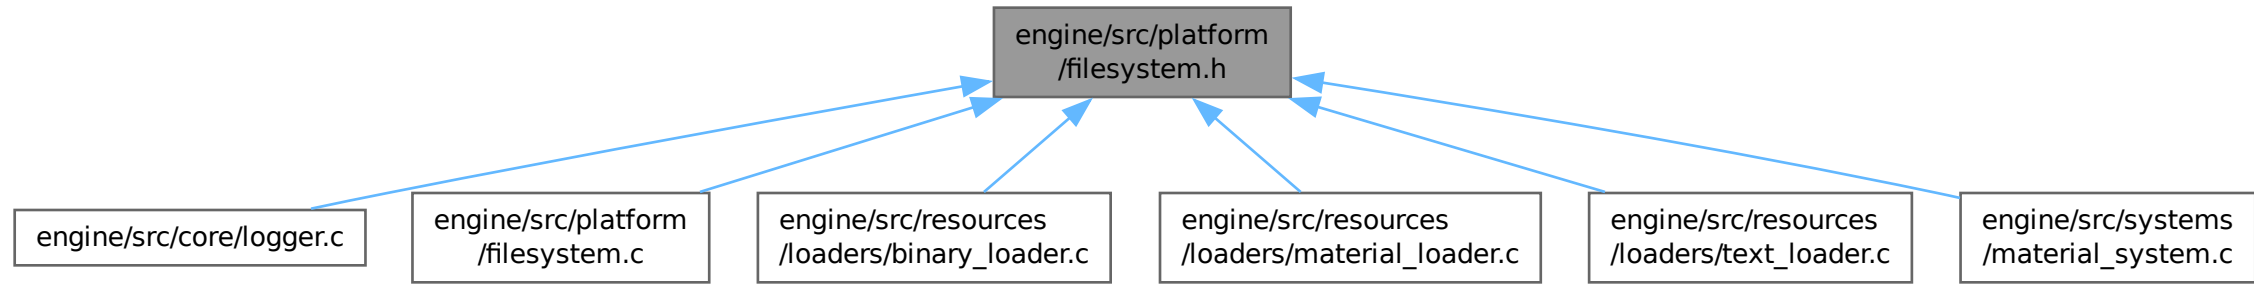 engine/src/platform
/filesystem.h
engine/src/core/logger.c
engine/src/platform
/filesystem.c
engine/src/resources
/loaders/binary_loader.c
engine/src/resources
/loaders/material_loader.c
engine/src/resources
/loaders/text_loader.c
engine/src/systems
/material_system.c